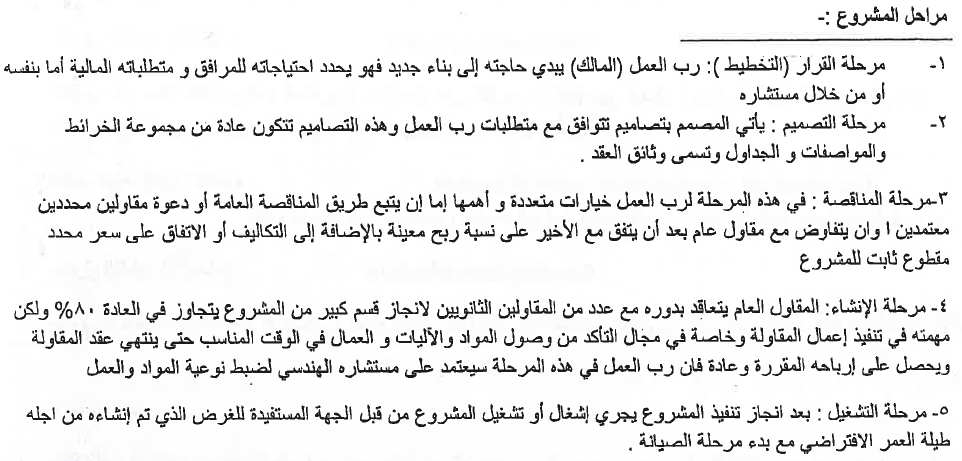 مراحل المشروع :-
١- مرحلة القرار (التخطيط ): رب العمل (المالك) يبدي حاجته إلى بناء جديد فهو يحدد احتياجاته للمرافق و متطلباته المالية أما بنفسه
أو من خلال مستشاره
٢- مرحلة التصميم : يأتي المصمم بتصاميم تتوافق مع متطلبات رب العمل وهذه التصاميم تتكون عادة من مجموعة الخرائط
والمواصفات و الجداول وتسمى وثائق العقد .
٣-مرحلة المناقصة : في هذه المرحلة لرب العمل خيارات متعددة و أهمها إما إن يتبع طريق المناقصة العامة أو دعوة مقاولين محددين
معتمدين ا وان يتفاوض مع مقاول عام بعد أن يتفق مع الأخير على نسبة ربح معينة بالإضافة إلى التكاليف أو الاتفاق على سعر محدد
مقطوع ثابت للمشروع
٤- مرحلة الإنشاء: المقاول العام يتعاقد بدوره مع عدد من المقاولين الثانويين لانجاز قسم كبير من المشروع يتجاوز في العادة ٨٠% ولكن
مهمته في تنفيذ إعمال المقاولة وخاصة في مجال التأكد من وصول المواد والآليات و العمال في الوقت المناسب حتى ينتهي عقد المقاولة
ويحصل على إرباحه المقررة وعادة فان رب العمل في هذه المرحلة سيعتمد على مستشاره الهندسي لضبط نوعية المواد والعمل
٥- مرحلة التشغيل : بعد انجاز تنفيذ المشروع يجري إشغال أو تشغيل المشروع من قبل الجهة المستفيدة للغرض الذي تم إنشاءه من اجله
طيلة العمر الافتراضي مع بدء مرحلة الصيانة .